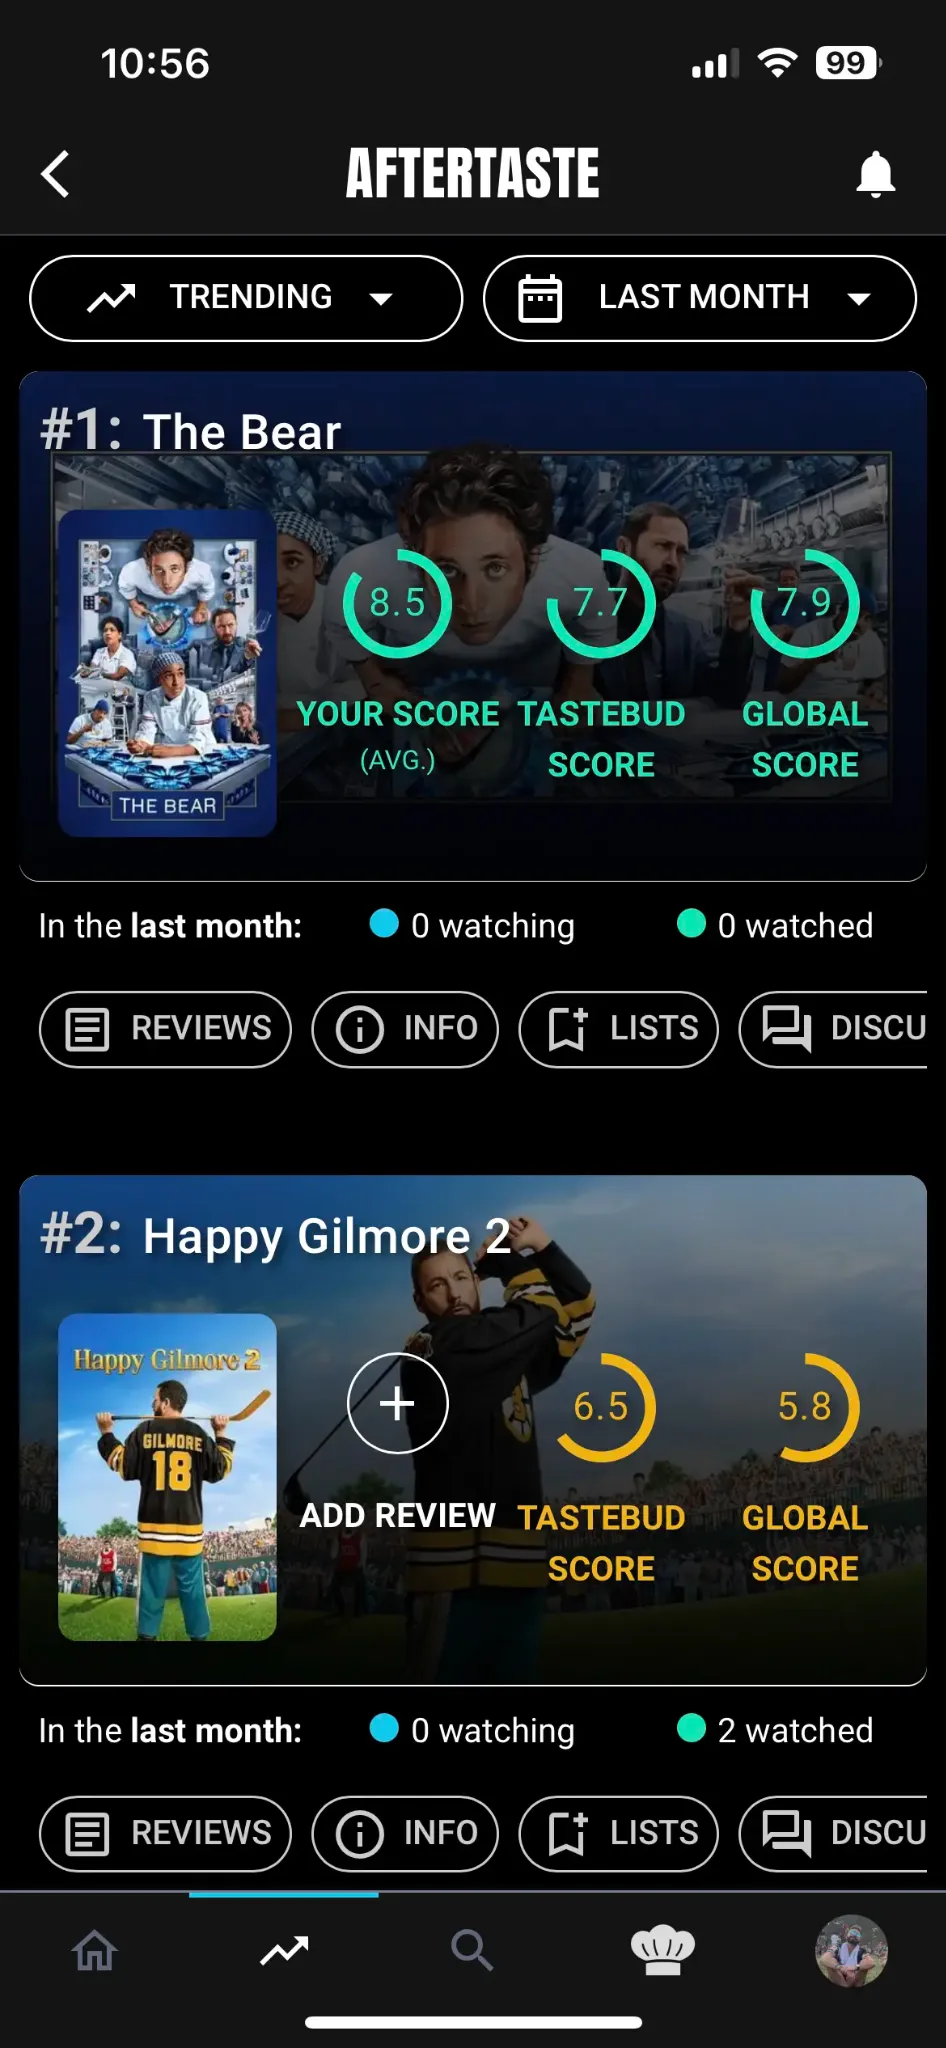 10:56
99
AFTERTASTE
TRENDING
LAST MONTH
#1: The Bear
8.5
7.7
7.9
YOUR SCORE
(AVG.)
TASTEBUD
SCORE
GLOBAL
SCORE
THE BEAR
In the last month:
0 watching
0 watched
REVIEWS
INFO
LISTS
DISCU
#2: Happy Gilmore 2
Happy Gilmore 2
GILMORE
18
+
6.5
5.8
ADD REVIEW
TASTEBUD
SCORE
GLOBAL
SCORE
In the last month:
0 watching
2 watched
REVIEWS
INFO
LISTS
DISCU